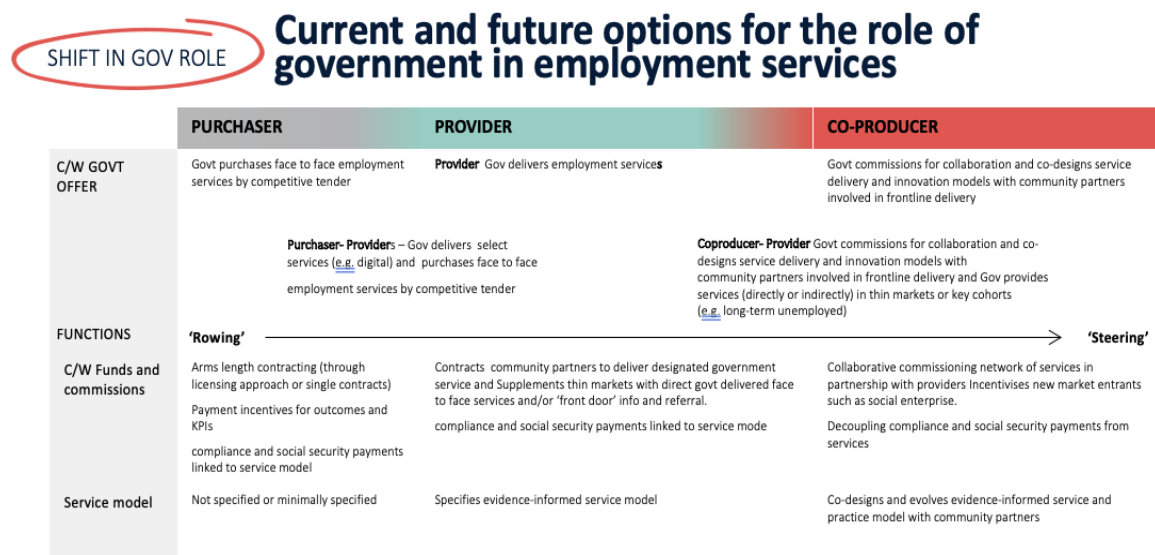 SHIFT IN GOV ROLE
Current and future options for the role of
government in employment services
PURCHASER
PROVIDER
CO-PRODUCER
C/W GOVT
OFFER
Govt purchases face to face employment
services by competitive tender
Provider Gov delivers employment services
Govt commissions for collaboration and co-designs service
delivery and innovation models with community partners
involved in frontline delivery
Purchaser- Providers – Gov delivers select
services (e.g. digital) and purchases face to face
employment services by competitive tender
Coproducer- Provider Govt commissions for collaboration and co-
designs service delivery and innovation models with
community partners involved in frontline delivery and Gov provides
services (directly or indirectly) in thin markets or key cohorts
(e.g. long-term unemployed)
FUNCTIONS
‘Rowing’
‘Steering’
C/W Funds and
commissions
Arms length contracting (through
licensing approach or single contracts)
Payment incentives for outcomes and
KPIs
compliance and social security payments
linked to service model
Contracts community partners to deliver designated government
service and Supplements thin markets with direct govt delivered face
to face services and/or ‘front door’ info and referral.
compliance and social security payments linked to service mode
Collaborative commissioning network of services in
partnership with providers Incentivises new market entrants
such as social enterprise.
Decoupling compliance and social security payments from
services
Service model
Not specified or minimally specified
Specifies evidence-informed service model
Co-designs and evolves evidence-informed service and
practice model with community partners